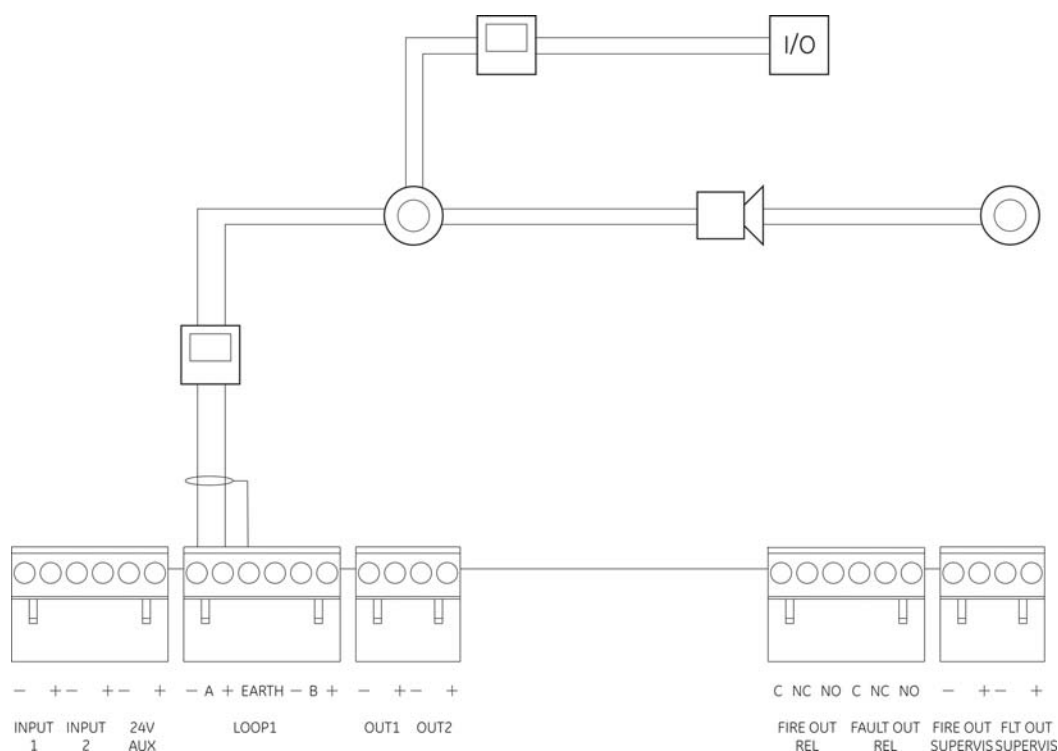 I/O
− + − + − + − A + EARTH − B + − + − + C NC NO C NC NO − + − +
INPUT INPUT 24V LOOP1 OUT1 OUT2 FIRE OUT FAULT OUT FIRE OUT FLT OUT
1 2 AUX REL REL SUPERVIS SUPERVIS